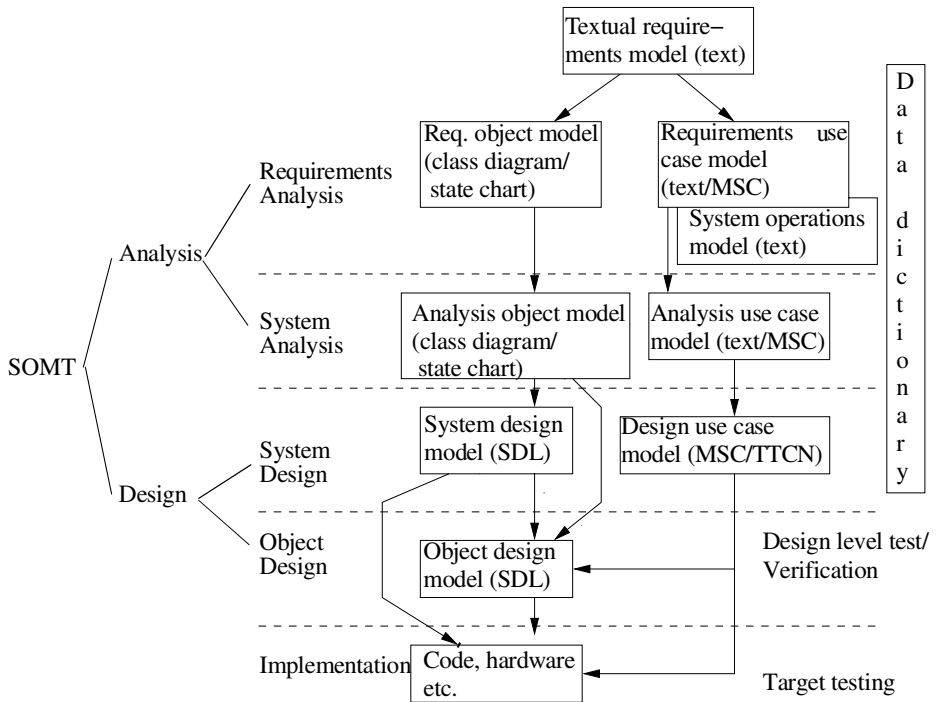 Textual require–
ments model (text)
Req. object model
(class diagram/
state chart)
Requirements use
case model
(text/MSC)
System operations
model (text)
Requirements
Analysis
Analysis
System
Analysis
Analysis object model
(class diagram/
state chart)
Analysis use case
model (text/MSC)
SOMT
System design
model (SDL)
Design use case
model (MSC/TTCN)
System
Design
Design
Object
Design
Object design
model (SDL)
Design level test/
Verification
Implementation
Code, hardware
etc.
Target testing
D
a
t
a
d
i
c
t
i
o
n
n
a
r
y